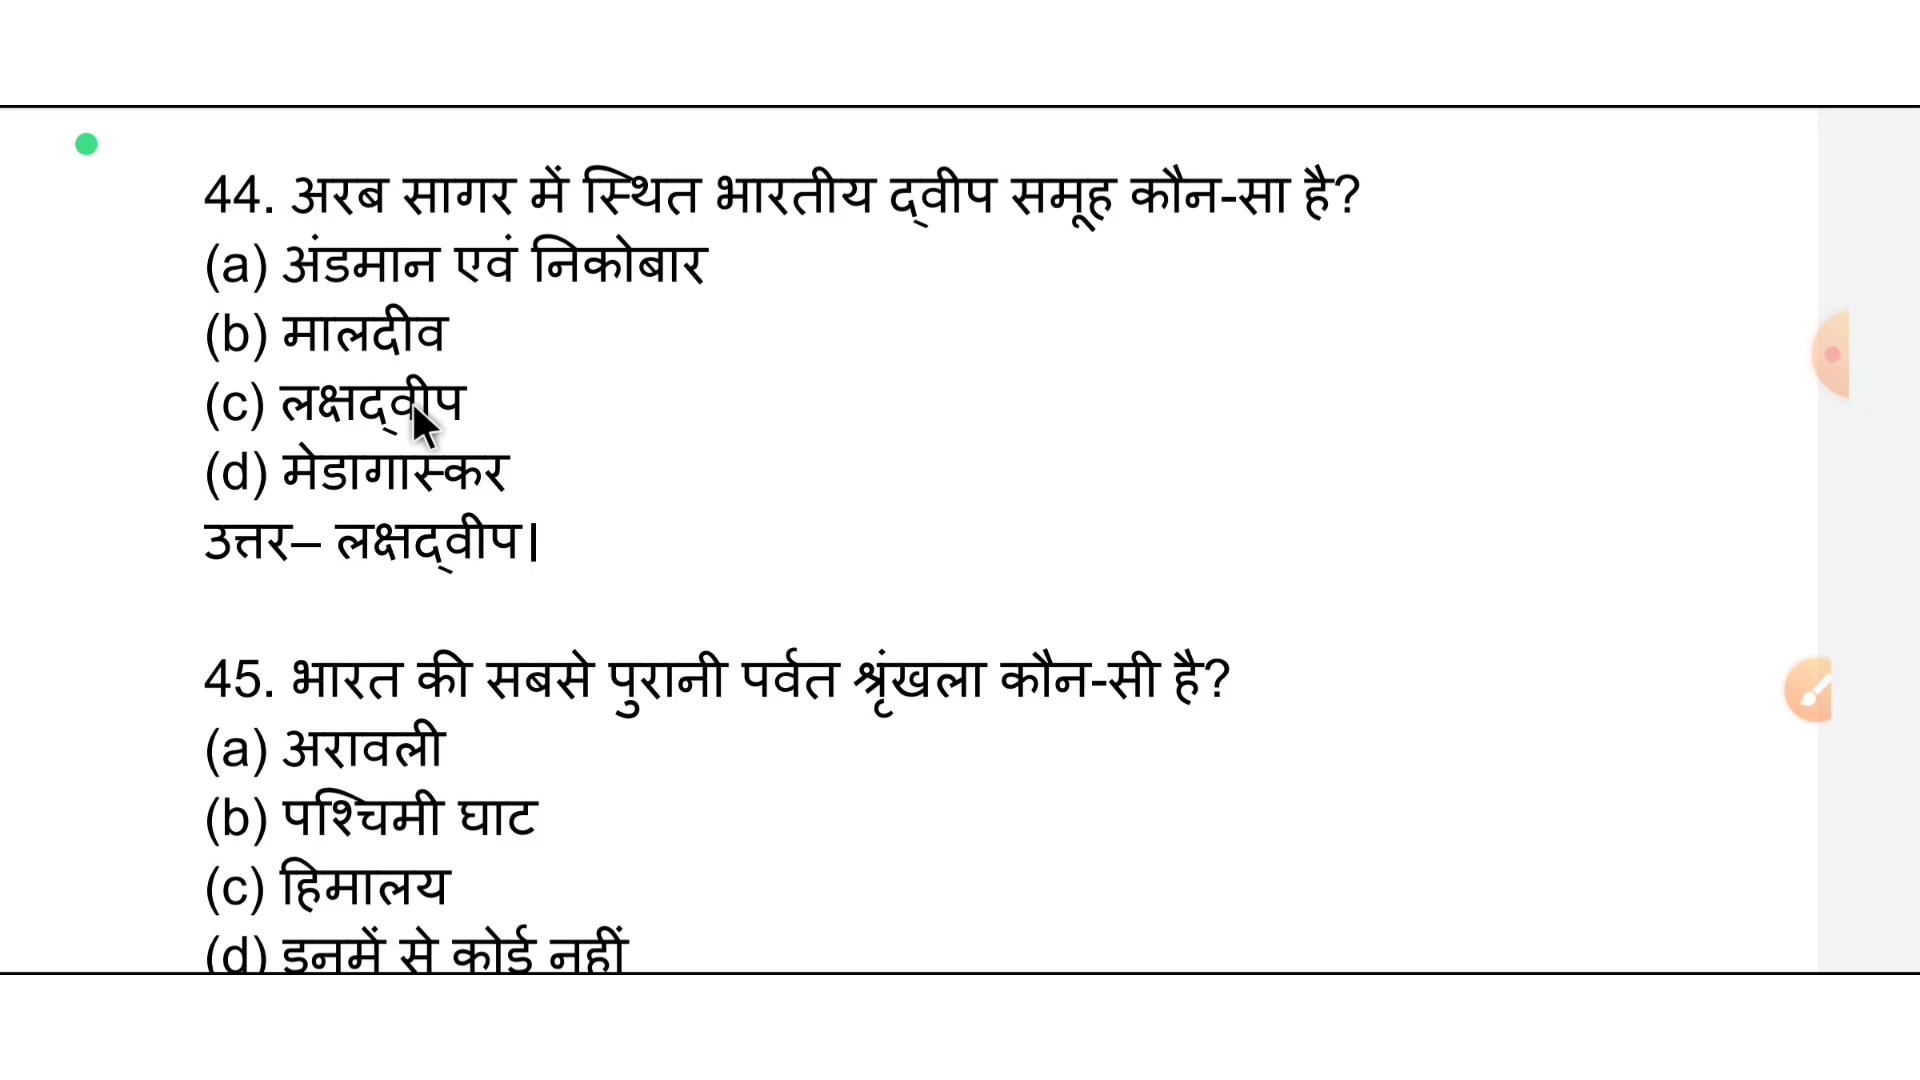 44. अरब सागर में स्थित भारतीय द्वीप समूह कौन-सा है?
(a) अंडमान एवं निकोबार
(b) मालदीव
(c) लक्षद्वीप
(d) मेडागास्कर
उत्तर– लक्षद्वीप।
45. भारत की सबसे पुरानी पर्वत श्रृंखला कौन-सी है?
(a) अरावली
(b) पश्चिमी घाट
(c) हिमालय
(d) इनमें से कोई नहीं